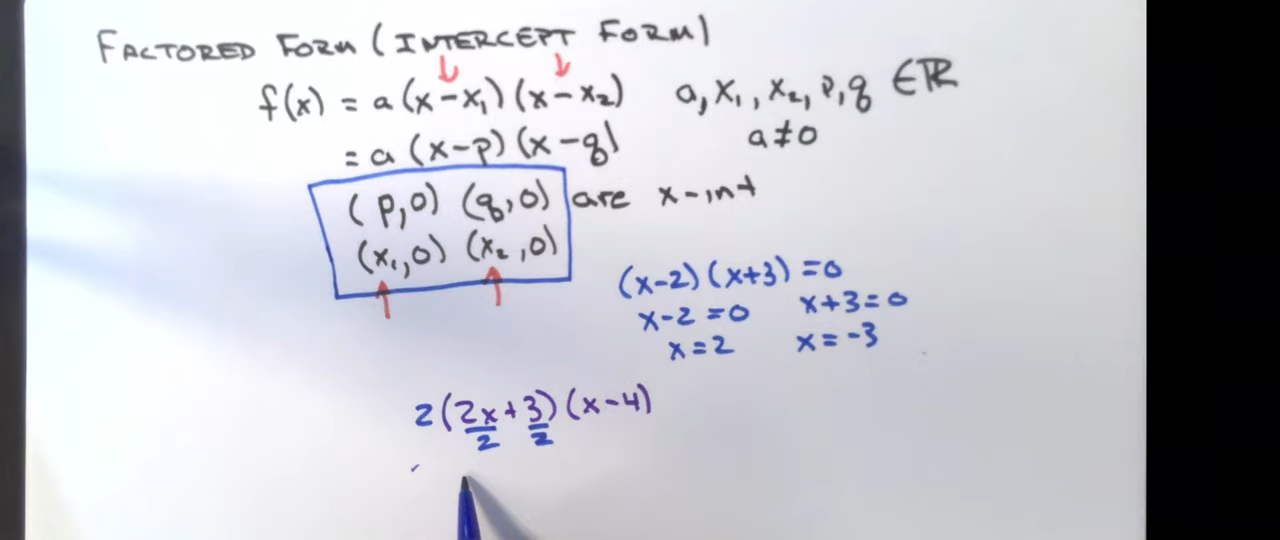 FACTORED FORM (INTERCEPT FORM)
f(x) = a(x-x₁)(x-x₂) a, x₁, x₂, p, q ∈ ℝ
= a(x-p)(x-q) a≠0
(p,0) (q,0) are x-int
(x₁,0) (x₂,0)
(x-2)(x+3)=0
x-2=0 x+3=0
x=2 x=-3
2(2x/2+3/2)(x-4)